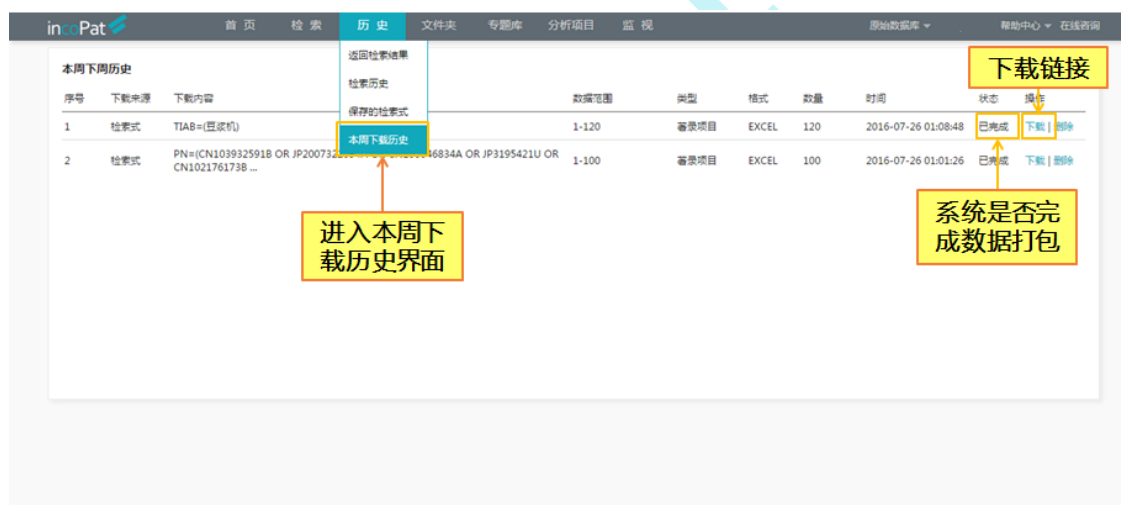 incoPat 首 页 检 索 历 史 文件夹 专题库 分析项目 监 视 原始数据库 帮助中心 在线咨询
返回检索结果
检索历史
保存的检索式
本周下载历史
本周下周历史
下载链接
序号 下载来源 下载内容 数据范围 类型 格式 数量 时间 状态 操作
1 检索式 TIAB=(豆浆机) 1-120 著录项目 EXCEL 120 2016-07-26 01:08:48 已完成 下载 | 删除
2 检索式 PN=(CN103932591B OR JP200732 46834A OR JP3195421U OR 1-100 著录项目 EXCEL 100 2016-07-26 01:01:26 已完成 下载 | 删除
CN102176173B ...
进入本周下
载历史界面
系统是否完
成数据打包